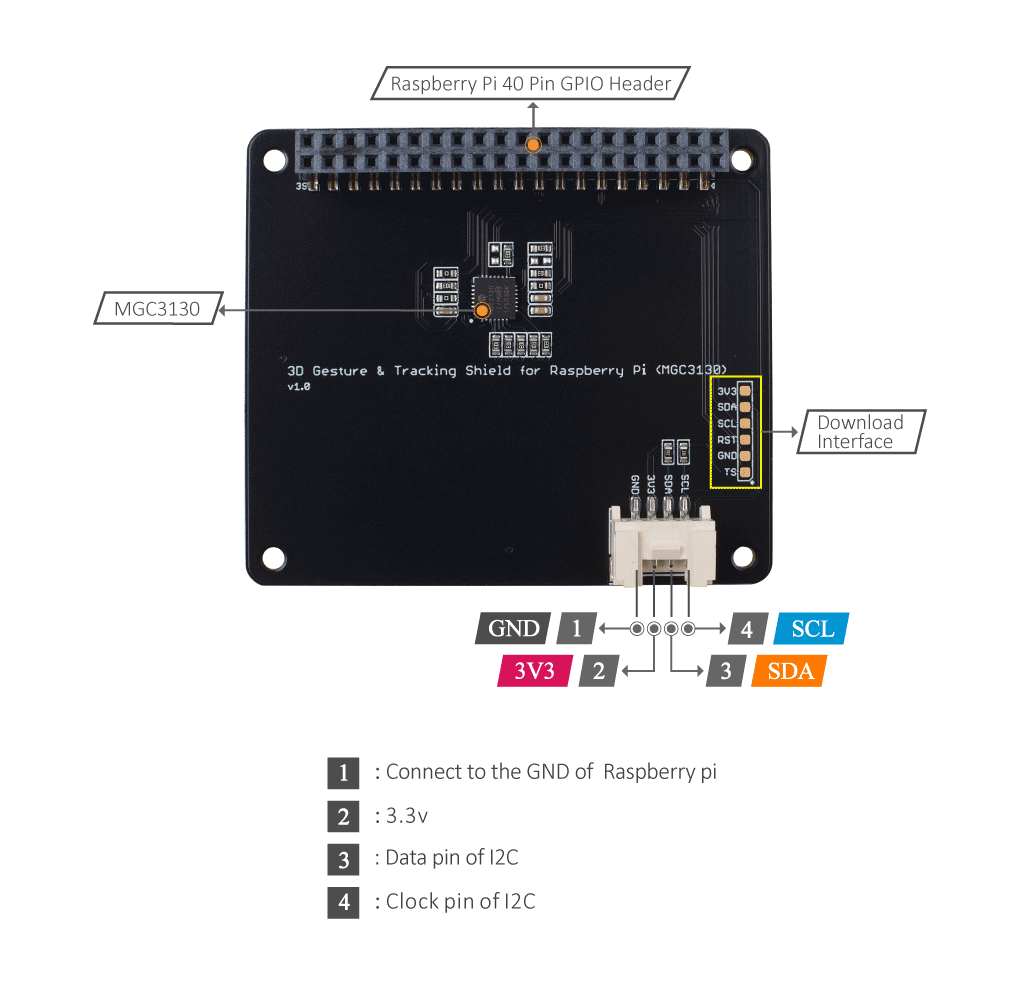 Raspberry Pi 40 Pin GPIO Header
MGC3130
3D Gesture & Tracking Shield for Raspberry Pi (MGC3130)
v1.0
3V3
SDA
SCL
RST
GND
TS
Download
Interface
GND
3V3
SDA
SCL
GND 1
4 SCL
3V3 2
3 SDA
1 : Connect to the GND of Raspberry pi
2 : 3.3v
3 : Data pin of I2C
4 : Clock pin of I2C